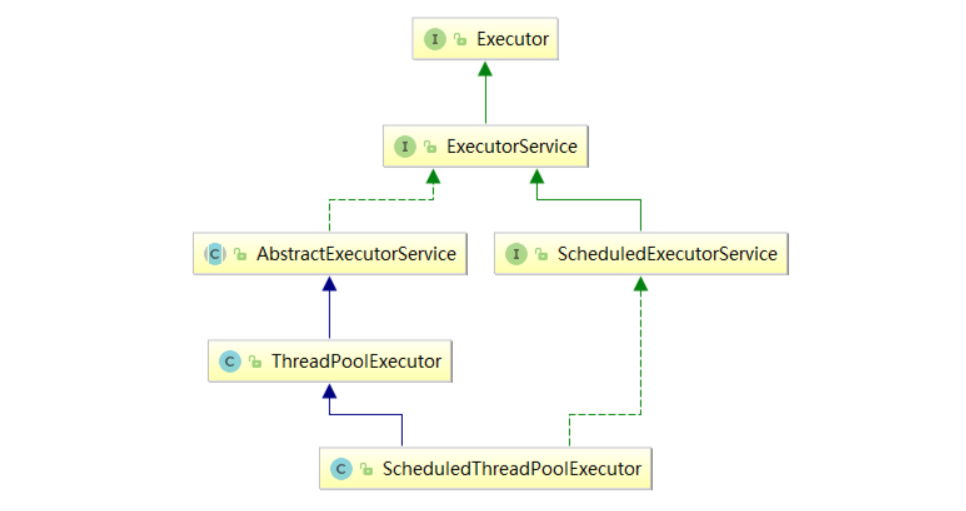 I Executor
I ExecutorService
C AbstractExecutorService
I ScheduledExecutorService
C ThreadPoolExecutor
C ScheduledThreadPoolExecutor